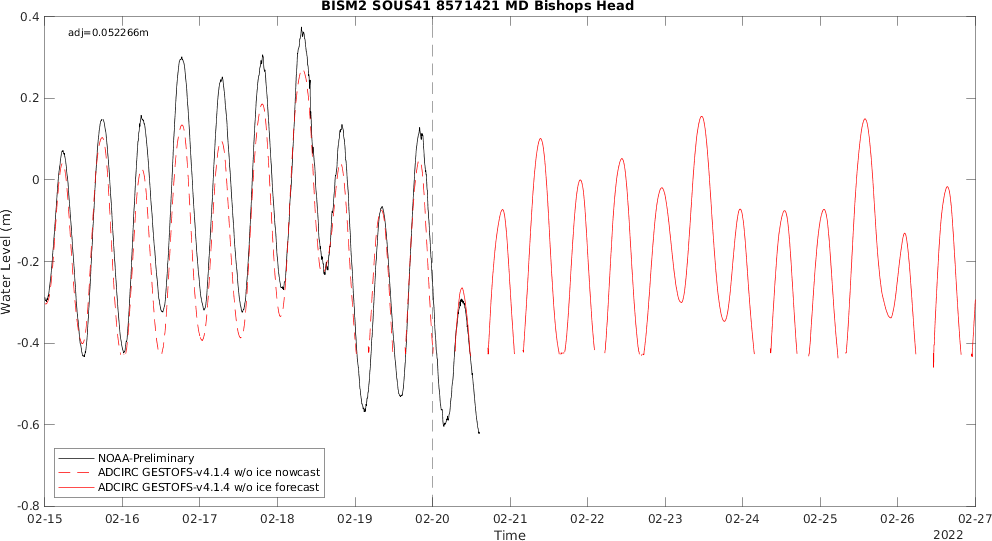 BISM2 SOUS41 8571421 MD Bishops Head
adj=0.052266m
0.4
0.2
0
-0.2
-0.4
-0.6
-0.8
Water Level (m)
NOAA-Preliminary
ADCIRC GESTOFS-v4.1.4 w/o ice nowcast
ADCIRC GESTOFS-v4.1.4 w/o ice forecast
02-15 02-16 02-17 02-18 02-19 02-20 02-21 02-22 02-23 02-24 02-25 02-26 02-27
Time
2022